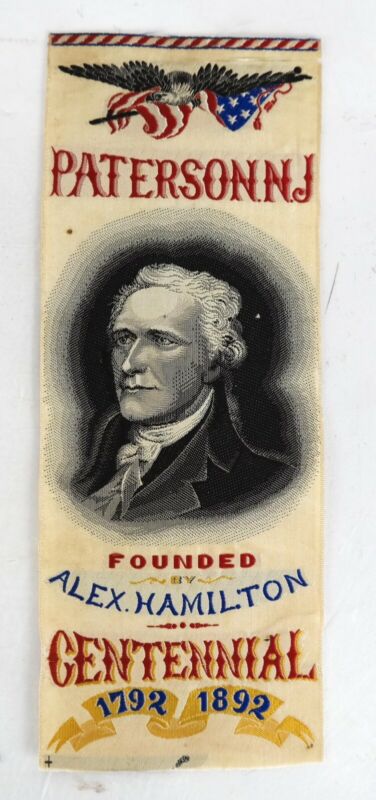 PATERSON.N.J
FOUNDED
BY
ALEX. HAMILTON
CENTENNIAL
1792 1892